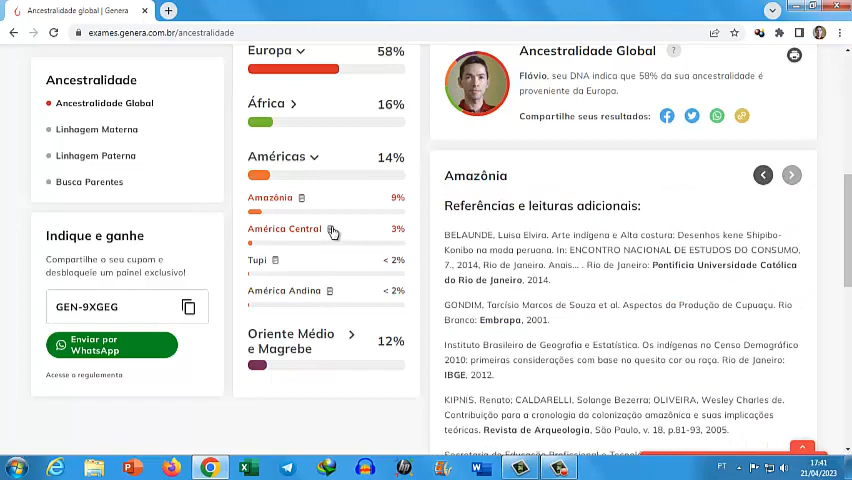 Ancestralidade global | Genera
exames.genera.com.br/ancestralidade
Ancestralidade
Ancestralidade Global
Linhagem Materna
Linhagem Paterna
Busca Parentes
Indique e ganhe
Compartilhe o seu cupom e
desbloqueie um painel exclusivo!
GEN-9XGEG
Enviar por
WhatsApp
Acesse o regulamento
Europa 58%
África 16%
Américas 14%
Amazônia 9%
América Central 3%
Tupi < 2%
América Andina < 2%
Oriente Médio
e Magrebe 12%
Ancestralidade Global ?
Flávio, seu DNA indica que 58% da sua ancestralidade é
proveniente da Europa.
Compartilhe seus resultados:
Amazônia
Referências e leituras adicionais:
BELAUNDE, Luisa Elvira. Arte indígena e Alta costura: Desenhos kene Shipibo-
Konibo na moda peruana. In: ENCONTRO NACIONAL DE ESTUDOS DO CONSUMO,
7., 2014, Rio de Janeiro. Anais... . Rio de Janeiro: Pontifícia Universidade Católica
do Rio de Janeiro, 2014.
GONDIM, Tarcísio Marcos de Souza et al. Aspectos da Produção de Cupuaçu. Rio
Branco: Embrapa, 2001.
Instituto Brasileiro de Geografia e Estatística. Os indígenas no Censo Demográfico
2010: primeiras considerações com base no quesito cor ou raça. Rio de Janeiro:
IBGE, 2012.
KIPNIS, Renato; CALDARELLI, Solange Bezerra; OLIVEIRA, Wesley Charles de.
Contribuição para a cronologia da colonização amazônica e suas implicações
teóricas. Revista de Arqueologia, São Paulo, v. 18, p.81-93, 2005.
PT
17:41
21/04/2023